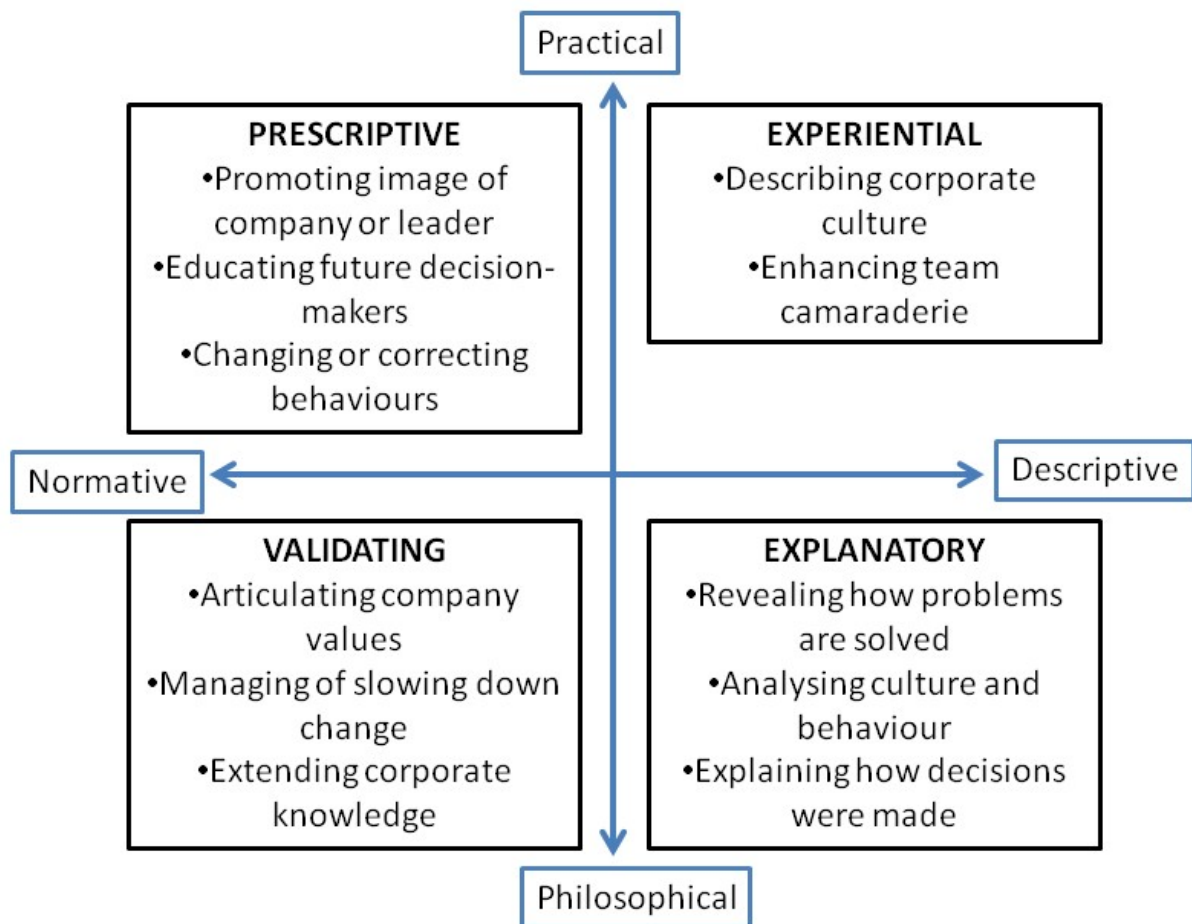 Practical
PRESCRIPTIVE
•Promoting image of
company or leader
•Educating future decision-
makers
•Changing or correcting
behaviours
EXPERIENTIAL
•Describing corporate
culture
•Enhancing team
camaraderie
Normative
Descriptive
VALIDATING
•Articulating company
values
•Managing of slowing down
change
•Extending corporate
knowledge
EXPLANATORY
•Revealing how problems
are solved
•Analysing culture and
behaviour
•Explaining how decisions
were made
Philosophical